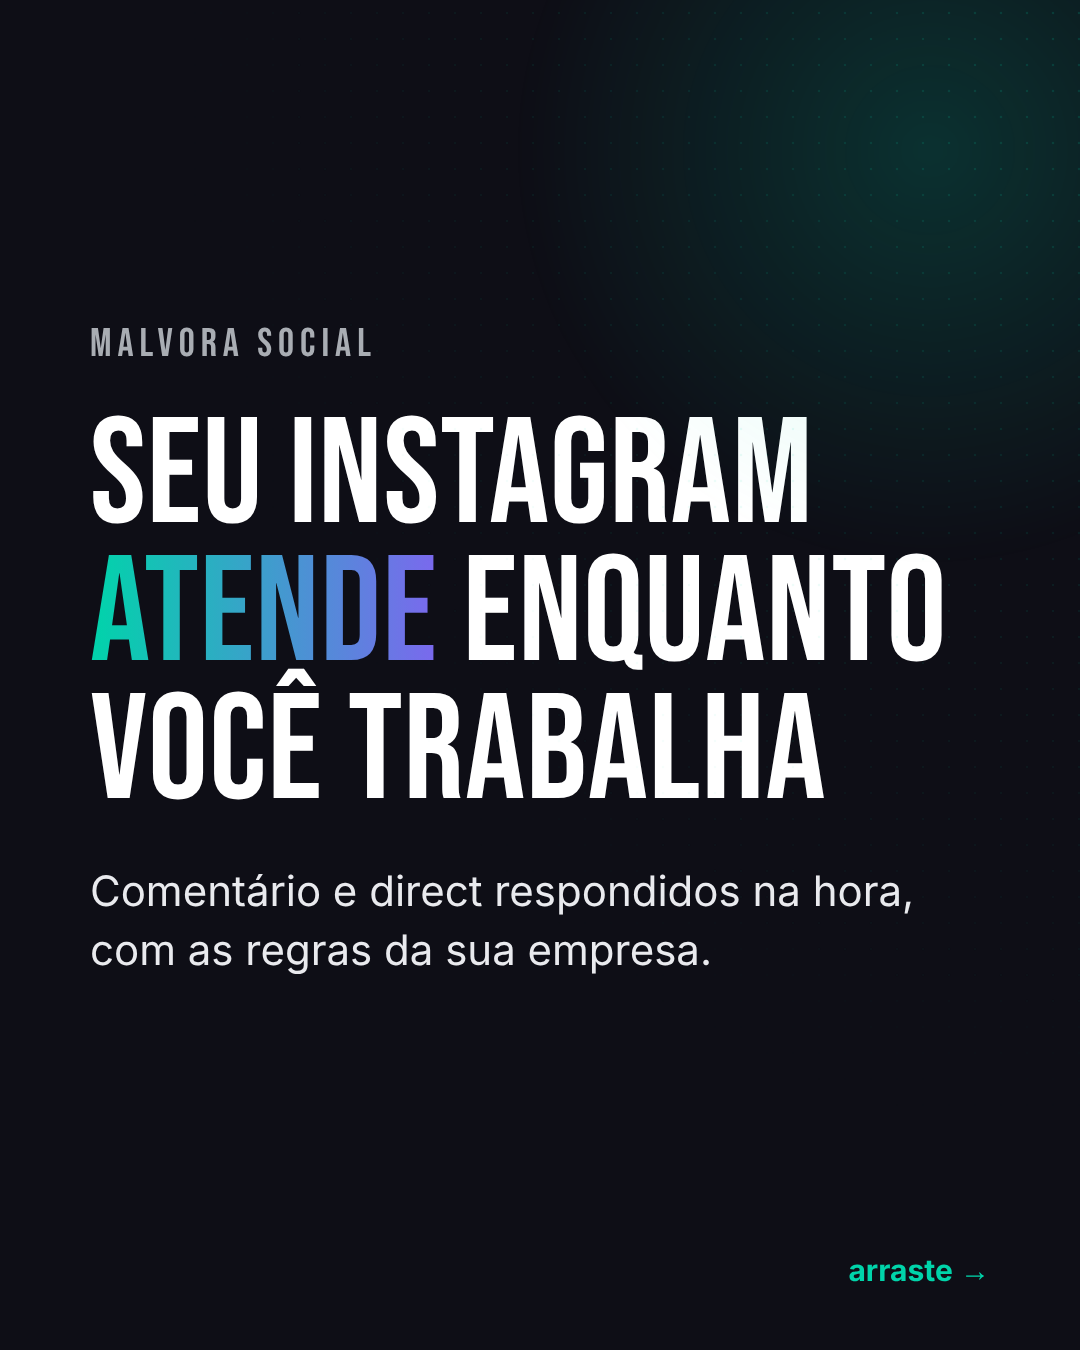 MALVORA SOCIAL
SEU INSTAGRAM
ATENDE ENQUANTO
VOCÊ TRABALHA
Comentário e direct respondidos na hora,
com as regras da sua empresa.
arraste →